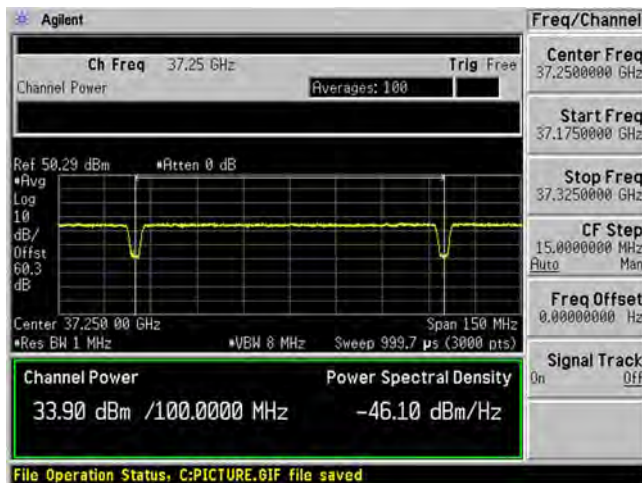 Agilent
Freq/Channel
Ch Freq 37.25 GHz Trig Free
Channel Power Averages: 100
Ref 50.29 dBm *Atten 0 dB
*Avg
Log
10
dB/
Offst
60.3
dB
Center 37.250 00 GHz Span 150 MHz
*Res BW 1 MHz *VBW 8 MHz Sweep 999.7 µs (3000 pts)
Channel Power Power Spectral Density
33.90 dBm /100.0000 MHz -46.10 dBm/Hz
File Operation Status, C:PICTURE.GIF file saved
Center Freq
37.2500000 GHz
Start Freq
37.1750000 GHz
Stop Freq
37.3250000 GHz
CF Step
15.0000000 MHz
Auto Man
Freq Offset
0.00000000 Hz
Signal Track
On Off